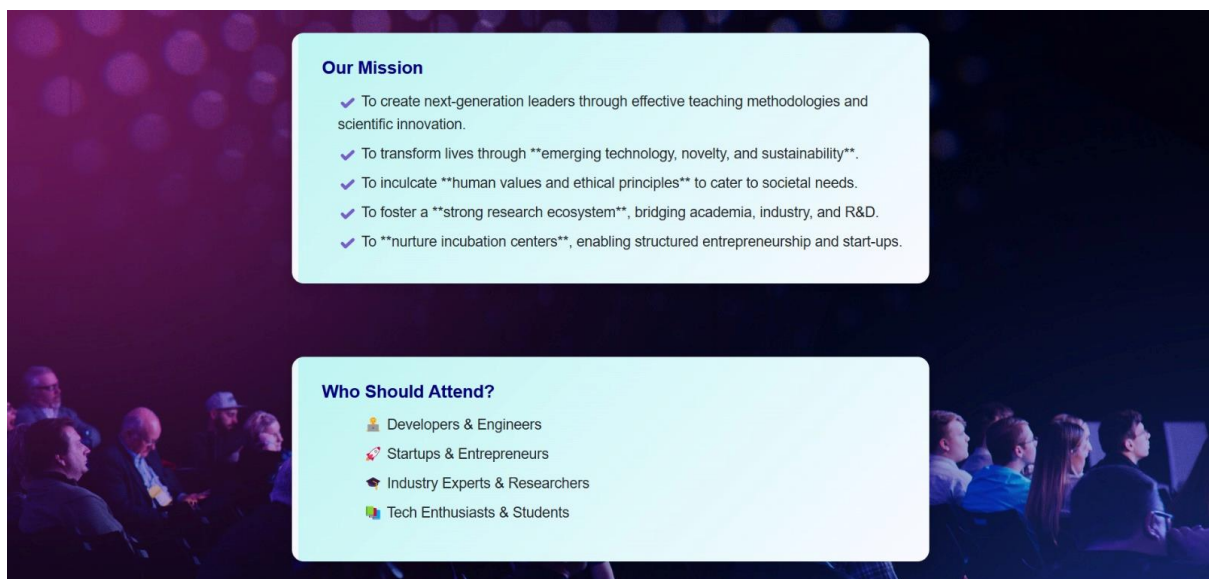 Our Mission
✔ To create next-generation leaders through effective teaching methodologies and
scientific innovation.
✔ To transform lives through **emerging technology, novelty, and sustainability**.
✔ To inculcate **human values and ethical principles** to cater to societal needs.
✔ To foster a **strong research ecosystem**, bridging academia, industry, and R&D.
✔ To **nurture incubation centers**, enabling structured entrepreneurship and start-ups.
Who Should Attend?
🧑‍💻 Developers & Engineers
🚀 Startups & Entrepreneurs
🎓 Industry Experts & Researchers
📚 Tech Enthusiasts & Students